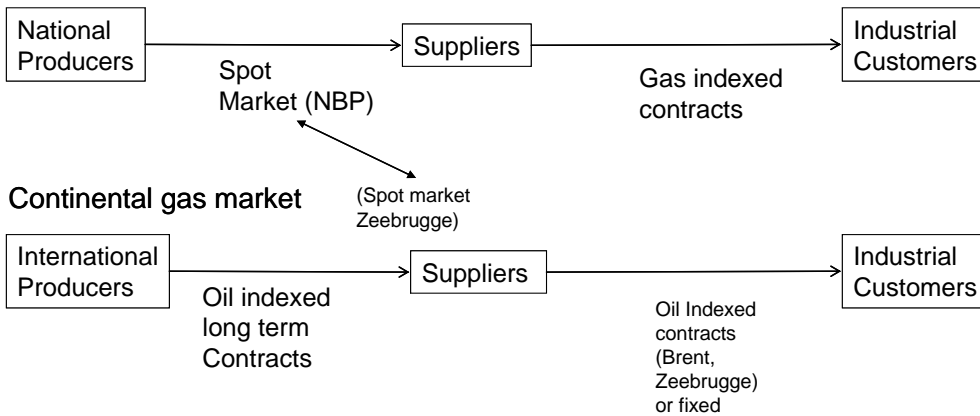 National
Producers
Suppliers
Industrial
Customers
Spot
Market (NBP)
Gas indexed
contracts
Continental gas market
(Spot market
Zeebrugge)
International
Producers
Suppliers
Industrial
Customers
Oil indexed
long term
Contracts
Oil Indexed
contracts
(Brent,
Zeebrugge)
or fixed